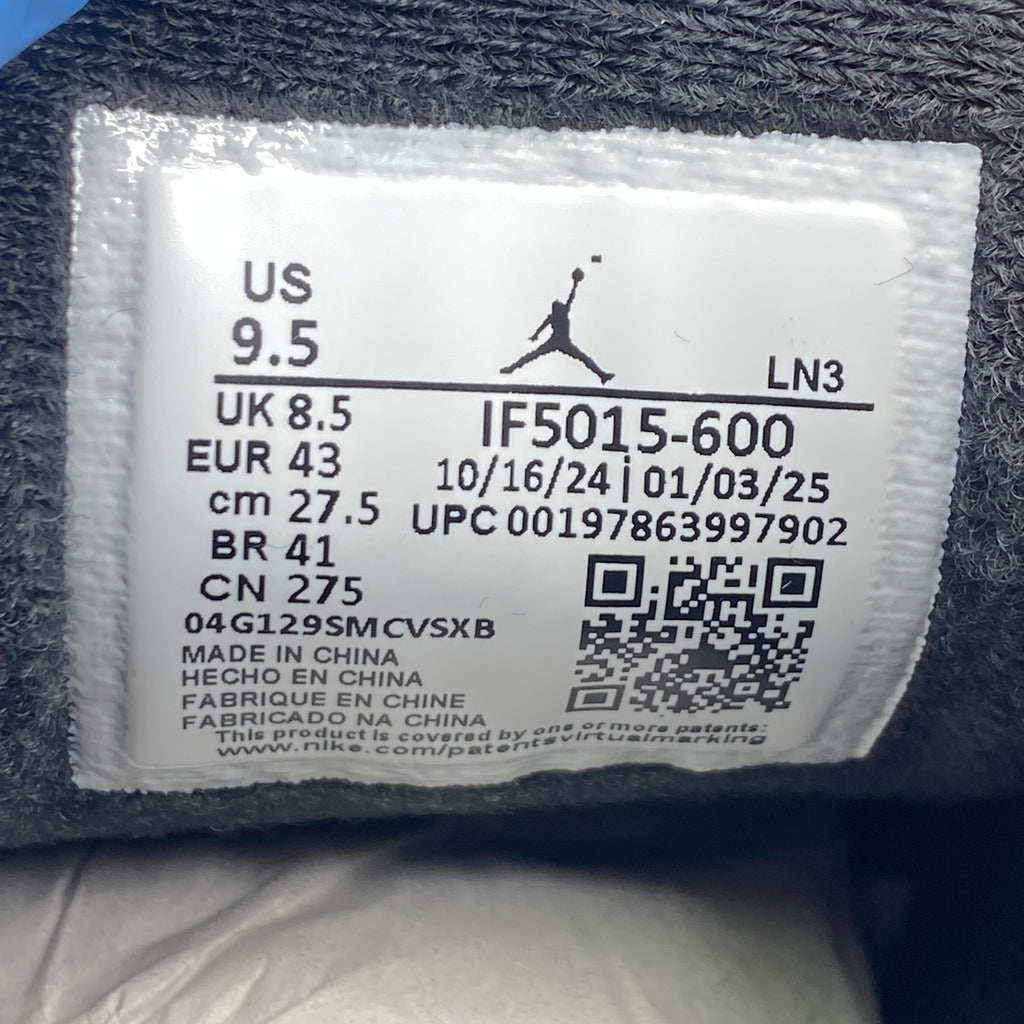 US
9.5
LN3
UK 8.5
EUR 43
cm 27.5
BR 41
CN 275
IF5015-600
10/16/24 | 01/03/25
UPC 00197863997902
04G129SMCVSXB
MADE IN CHINA
HECHO EN CHINA
FABRIQUE EN CHINE
FABRICADO NA CHINA
This product is covered by one or more patents:
www.nike.com/patentsvirtualmarking